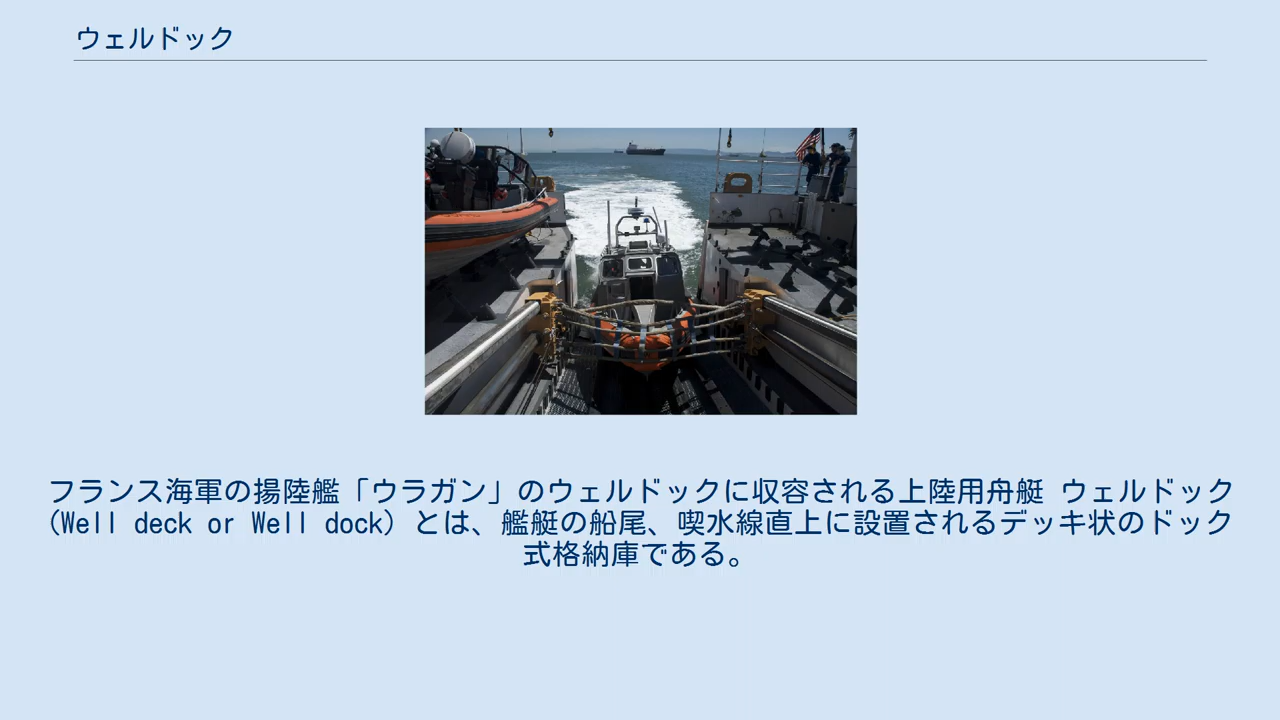 ウェルドック
フランス海軍の揚陸艦「ウラガン」のウェルドックに収容される上陸用舟艇 ウェルドック
(Well deck or Well dock) とは、艦艇の船尾、喫水線直上に設置されるデッキ状のドック
式格納庫である。